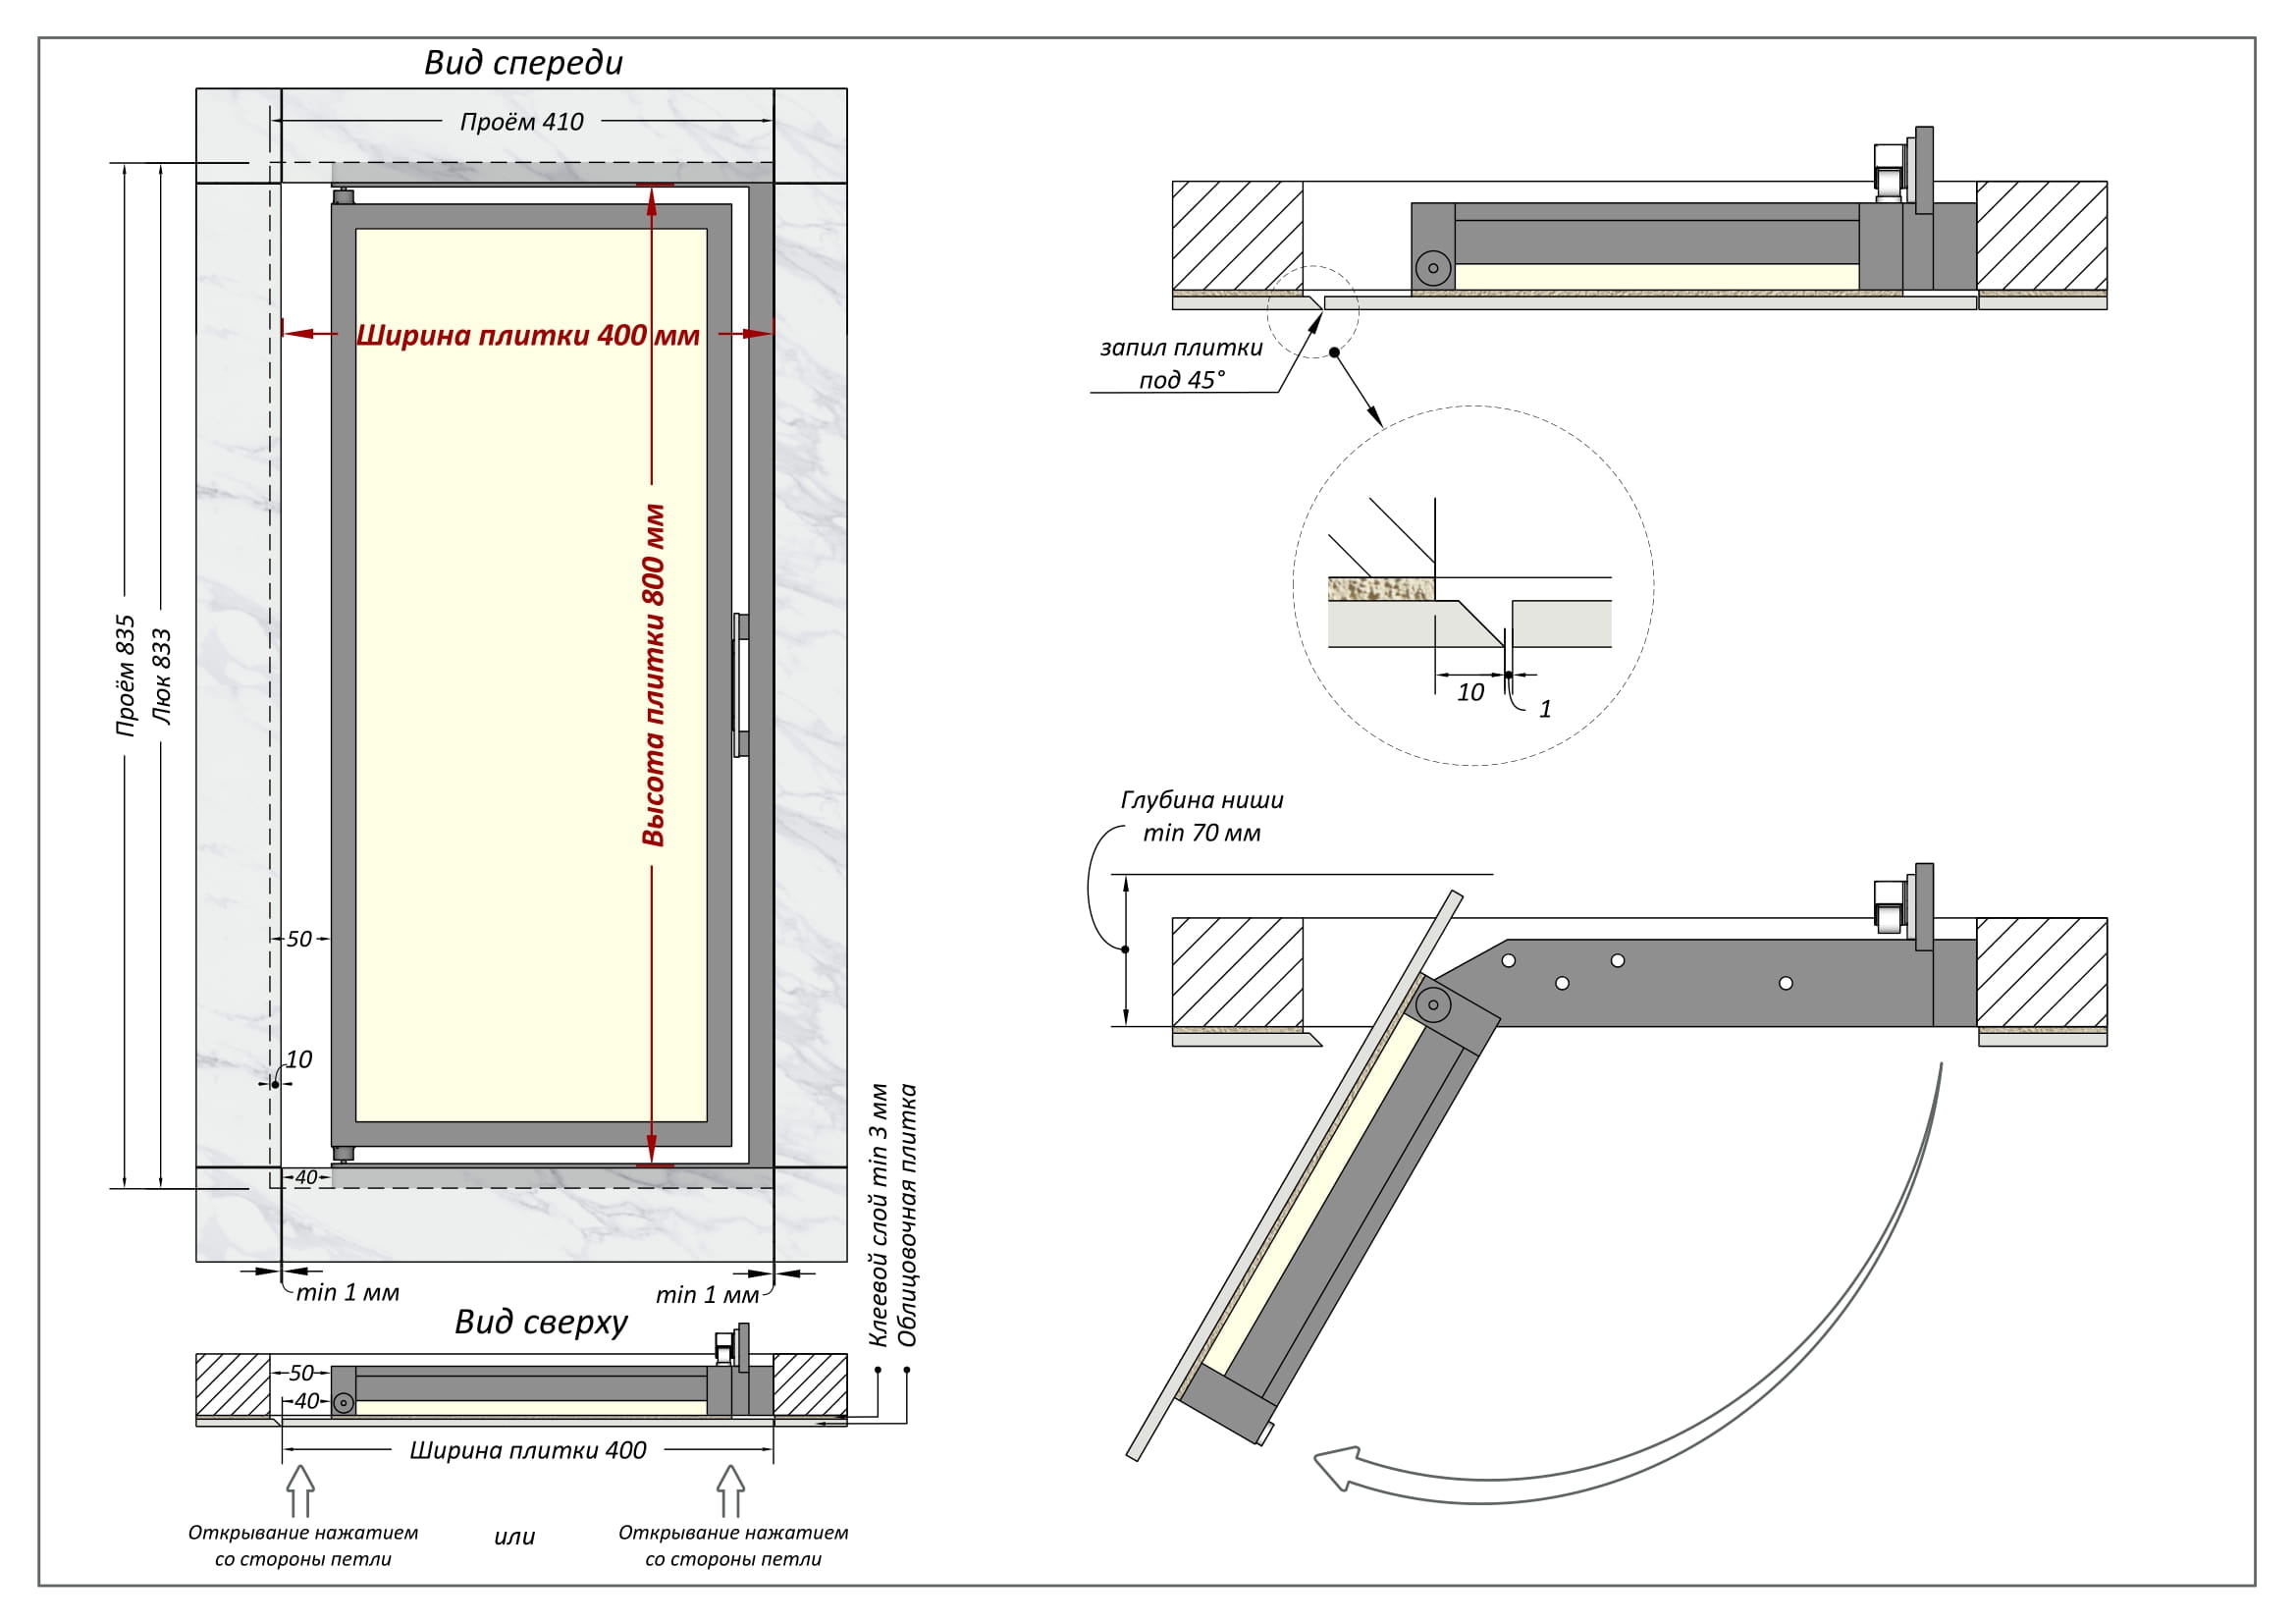 Вид спереди
Проём 410
Ширина плитки 400 мм
Высота плитки 800 мм
Проём 835
Люк 833
50
10
40
min 1 мм
min 1 мм
Клеевой слой min 3 мм
Облицовочная плитка
Вид сверху
50
40
Ширина плитки 400
Открывание нажатием
со стороны петли
или
Открывание нажатием
со стороны петли
запил плитки
под 45°
10
1
Глубина ниши
min 70 мм